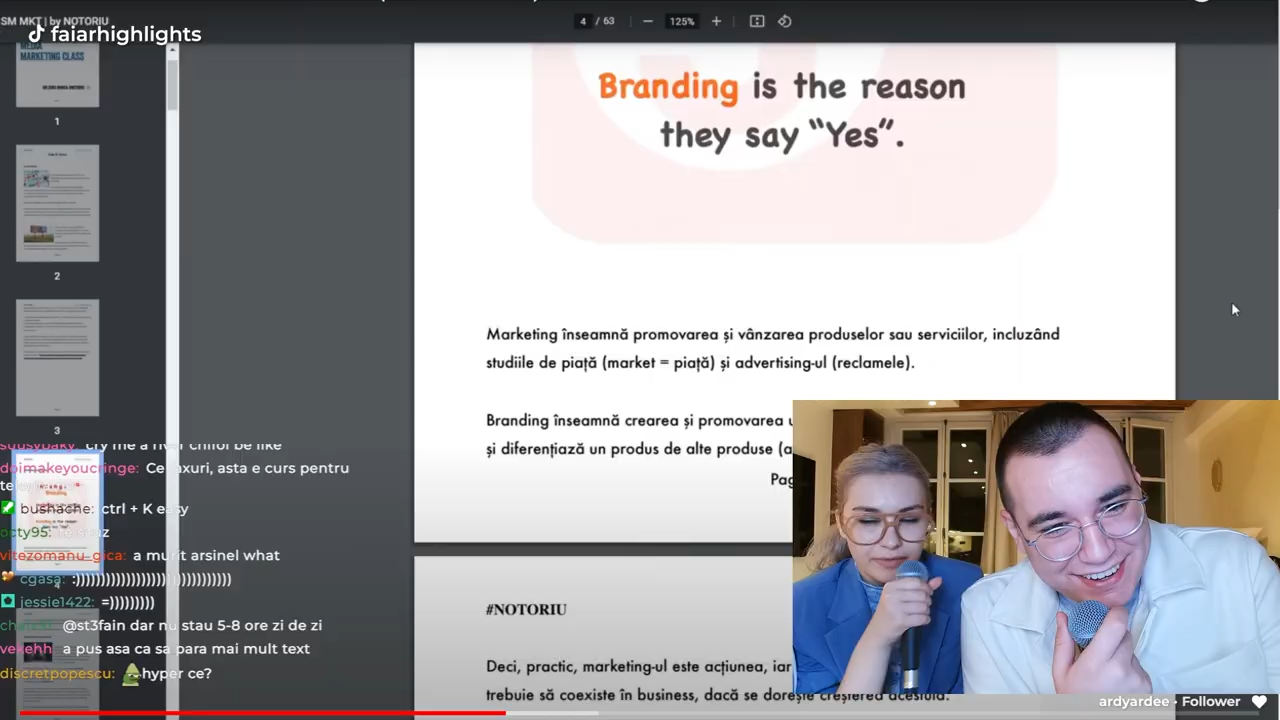 SM MKT | by NOTORIU
faiarhighlights
4 / 63
125%
MARKETING CLASS
1
2
3
Branding is the reason
they say “Yes”.
Marketing înseamnă promovarea și vânzarea produselor sau serviciilor, incluzând
studiile de piață (market = piață) și advertising-ul (reclamele).
Branding înseamnă crearea și promovarea
și diferențiază un produs de alte produse
Pag
#NOTORIU
Deci, practic, marketing-ul este acțiunea, iar
trebuie să coexiste în business, dacă se dorește creșterea acestuia.
be like
doimakeyoucringe: Ce
asta e curs pentru
bushache: ctrl + K easy
octy95:
vitezomanu_gica: a murit arsinel what
cgasa: :))))))))))))))))))))))))))))))))
jessie1422: =)))))))))
@st3fain dar nu stau 5-8 ore zi de zi
vekehh: a pus asa ca sa para mai mult text
discretpopescu: hyper ce?
ardyardee • Follower